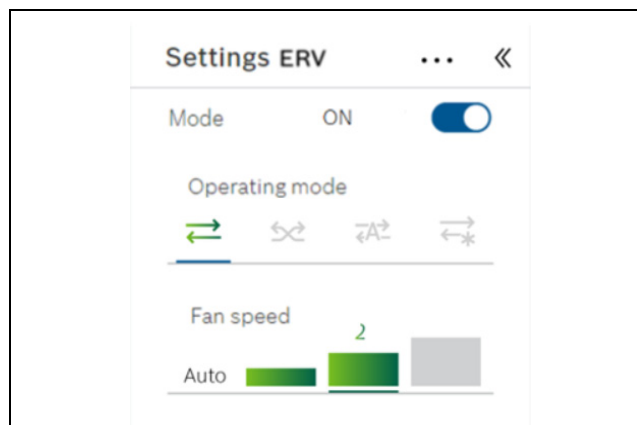 Settings ERV ...
Mode ON
Operating mode
A
Fan speed
2
Auto